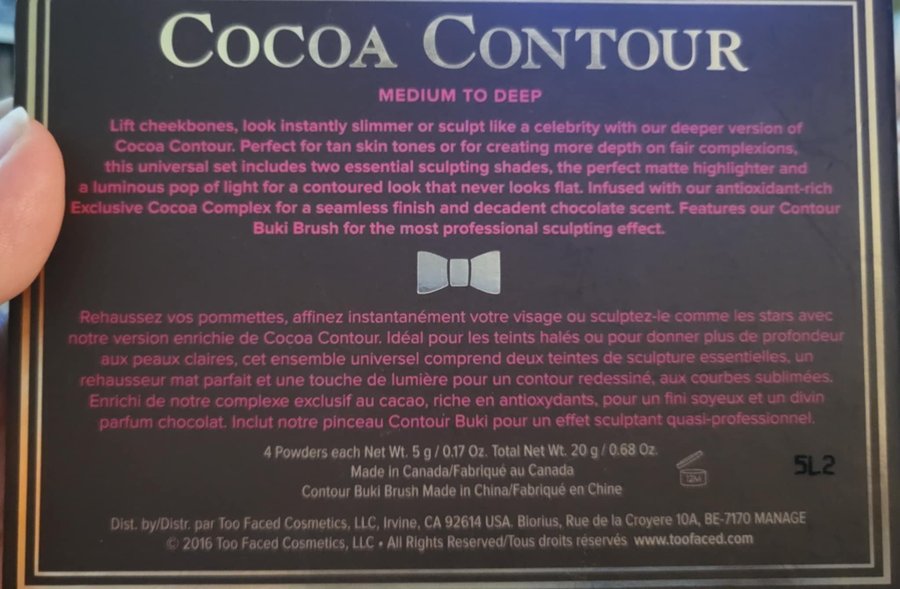 COCOA CONTOUR
MEDIUM TO DEEP
Lift cheekbones, look instantly slimmer or sculpt like a celebrity with our deeper version of
Cocoa Contour. Perfect for tan skin tones or for creating more depth on fair complexions,
this universal set includes two essential sculpting shades, the perfect matte highlighter and
a luminous pop of light for a contoured look that never looks flat. Infused with our antioxidant-rich
Exclusive Cocoa Complex for a seamless finish and decadent chocolate scent. Features our Contour
Buki Brush for the most professional sculpting effect.
Rehaussez vos pommettes, affinez instantanément votre visage ou sculptez-le comme les stars avec
notre version enrichie de Cocoa Contour. Idéal pour les teints halés ou pour donner plus de profondeur
aux peaux claires, cet ensemble universel comprend deux teintes de sculpture essentielles, un
rehausseur mat parfait et une touche de lumière pour un contour redessiné, aux courbes sublimées.
Enrichi de notre complexe exclusif au cacao, riche en antioxydants, pour un fini soyeux et un divin
parfum chocolat. Inclut notre pinceau Contour Buki pour un effet sculptant quasi-professionnel.
4 Powders each Net Wt. 5 g / 0.17 Oz. Total Net Wt. 20 g / 0.68 Oz.
Made in Canada/Fabriqué au Canada
Contour Buki Brush Made in China/Fabriqué en Chine
12M
5L2
Dist. by/Distr. par Too Faced Cosmetics, LLC, Irvine, CA 92614 USA. Biorius, Rue de la Croyere 10A, BE-7170 MANAGE
© 2016 Too Faced Cosmetics, LLC • All Rights Reserved/Tous droits réservés www.toofaced.com